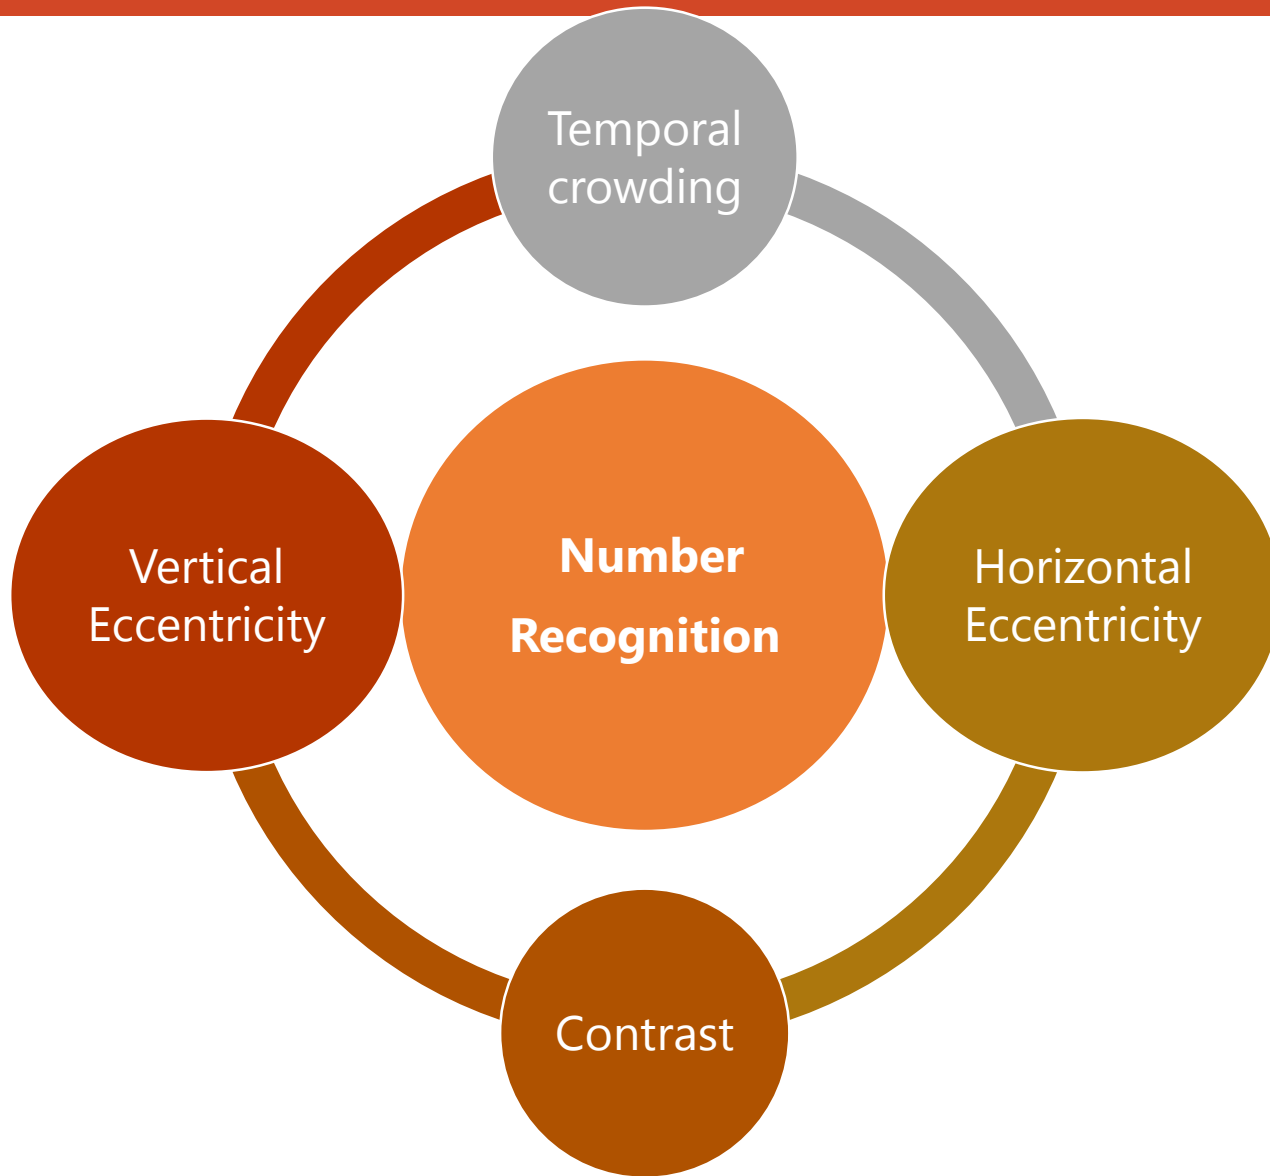 Temporal
crowding
Vertical
Eccentricity
Number
Recognition
Horizontal
Eccentricity
Contrast